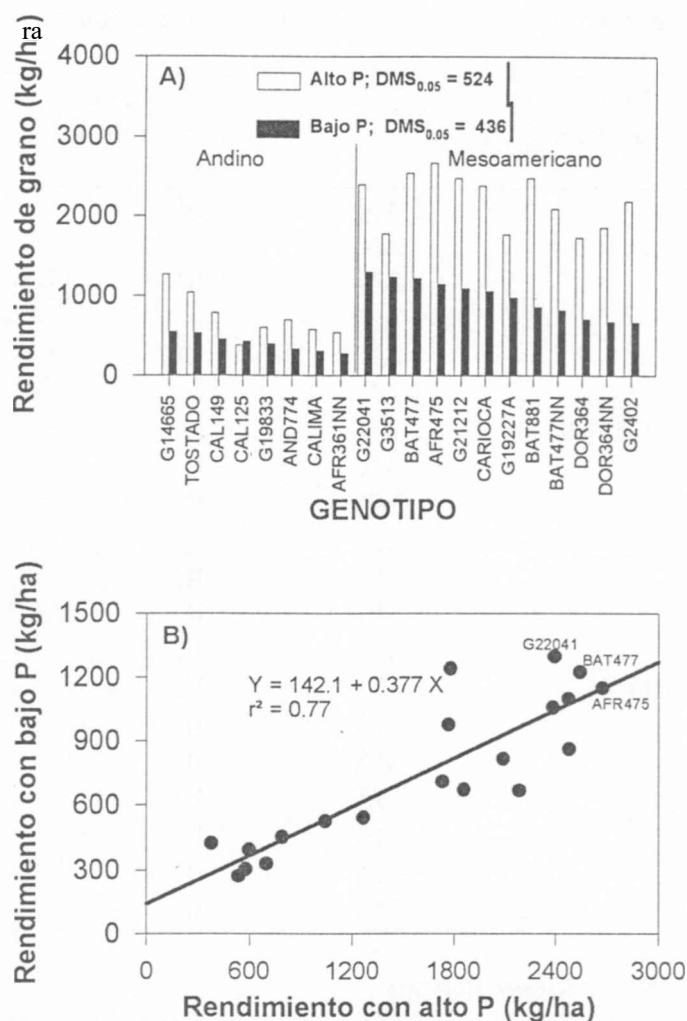 ra
Rendimiento de grano (kg/ha)
4000
3000
2000
1000
0
A)
Alto P; DMS0.05 = 524
Bajo P; DMS0.05 = 436
Andino
Mesoamericano
G14665
TOSTADO
CAL149
CAL125
G19833
AND774
CALIMA
AFR361NN
G22041
G3513
BAT477
AFR475
G21212
CARIOCA
G19227A
BAT881
BAT477NN
DOR364
DOR364NN
G2402
GENOTIPO
Rendimiento con bajo P (kg/ha)
1500
1200
900
600
300
0
B)
Y = 142.1 + 0.377 X
r² = 0.77
G22041
BAT477
AFR475
0 600 1200 1800 2400 3000
Rendimiento con alto P (kg/ha)